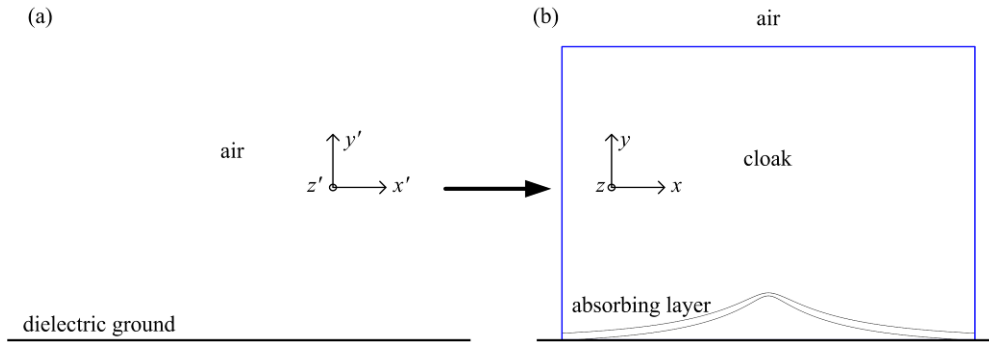 (a)
air
y′
z′
x′
dielectric ground
(b)
air
y
cloak
z
x
absorbing layer